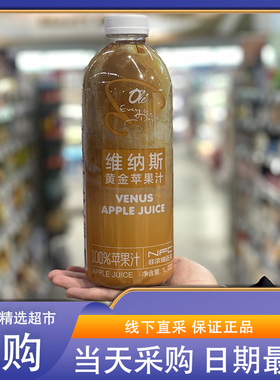 Ole'
Every
维纳斯
黄金苹果汁
VENUS
APPLE JUICE
100%苹果汁
APPLE JUICE
NFC
精选超市
线下直采 保证正品
购
当天采购 日期最